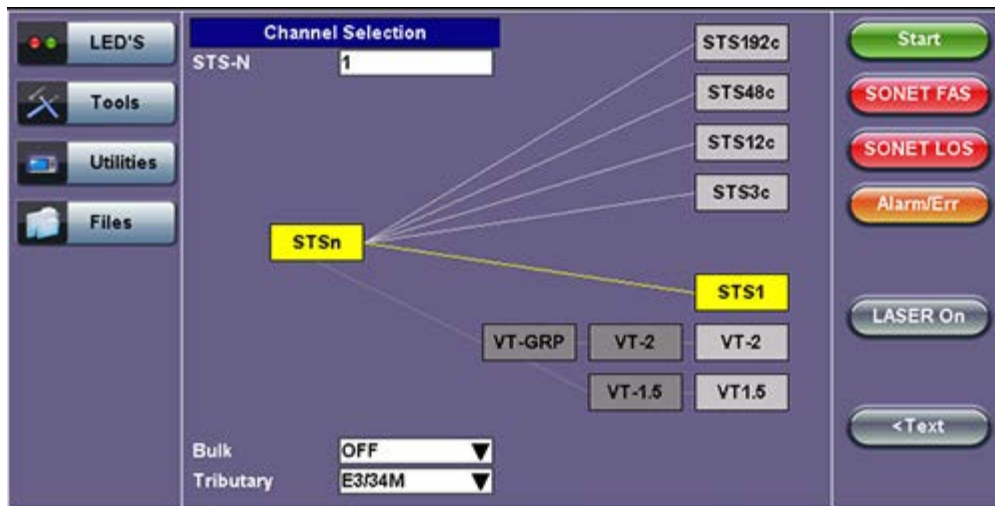 LED'S
Tools
Utilities
Files
Channel Selection
STS-N 1
STS192c
STS48c
STS12c
STS3c
STSn
STS1
VT-GRP VT-2 VT-2
VT-1.5 VT1.5
Bulk OFF
Tributary E3/34M
Start
SONET FAS
SONET LOS
Alarm/Err
LASER On
<Text